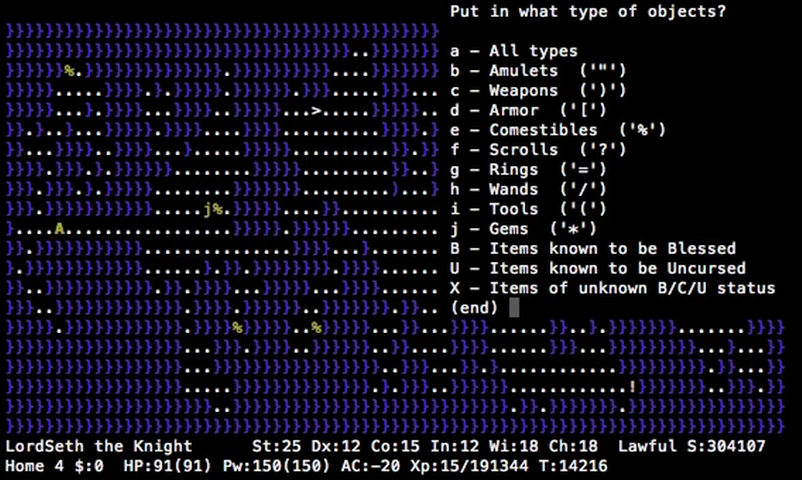 Put in what type of objects?
a – All types
b – Amulets ('"')
c – Weapons (')')
d – Armor ('[')
e – Comestibles ('%')
f – Scrolls ('?')
g – Rings ('=')
h – Wands ('/')
i – Tools ('(')
j – Gems ('*')
B – Items known to be Blessed
U – Items known to be Uncursed
X – Items of unknown B/C/U status
(end)
LordSeth the Knight St:25 Dx:12 Co:15 In:12 Wi:18 Ch:18 Lawful S:304107
Home 4 $:0 HP:91(91) Pw:150(150) AC:-20 Xp:15/191344 T:14216